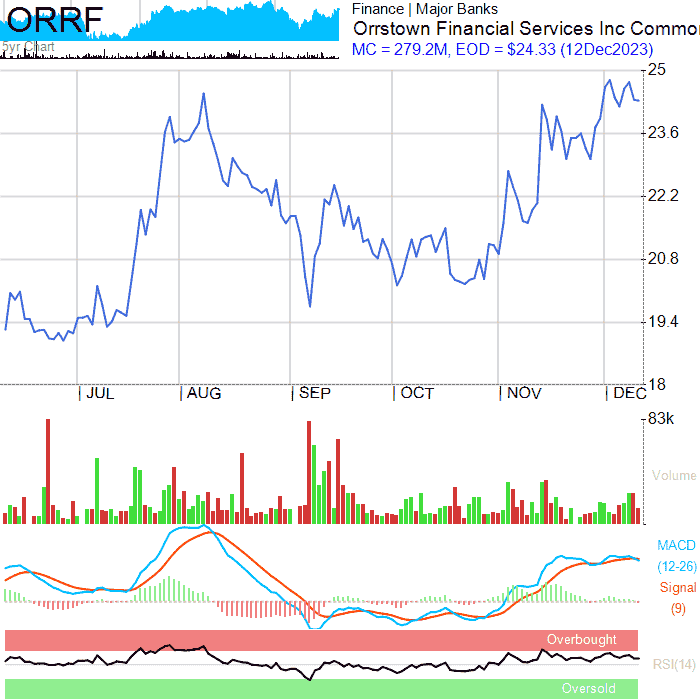 ORRF
5yr Chart
Finance | Major Banks
Orrstown Financial Services Inc Common
MC = 279.2M, EOD = $24.33 (12Dec2023)
25
23.6
22.2
20.8
19.4
18
| JUL | AUG | SEP | OCT | NOV | DEC
83k
Volume
MACD
(12-26)
Signal
(9)
Overbought
RSI(14)
Oversold